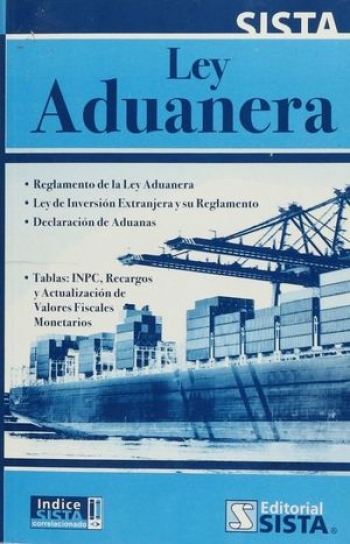 SISTA
Ley
Aduanera
• Reglamento de la Ley Aduanera
• Ley de Inversión Extranjera y su Reglamento
• Declaración de Aduanas
• Tablas: INPC, Recargos
y Actualización de
Valores Fiscales
Monetarios
Indice
SISTA
correlacionado
S Editorial
SISTA®